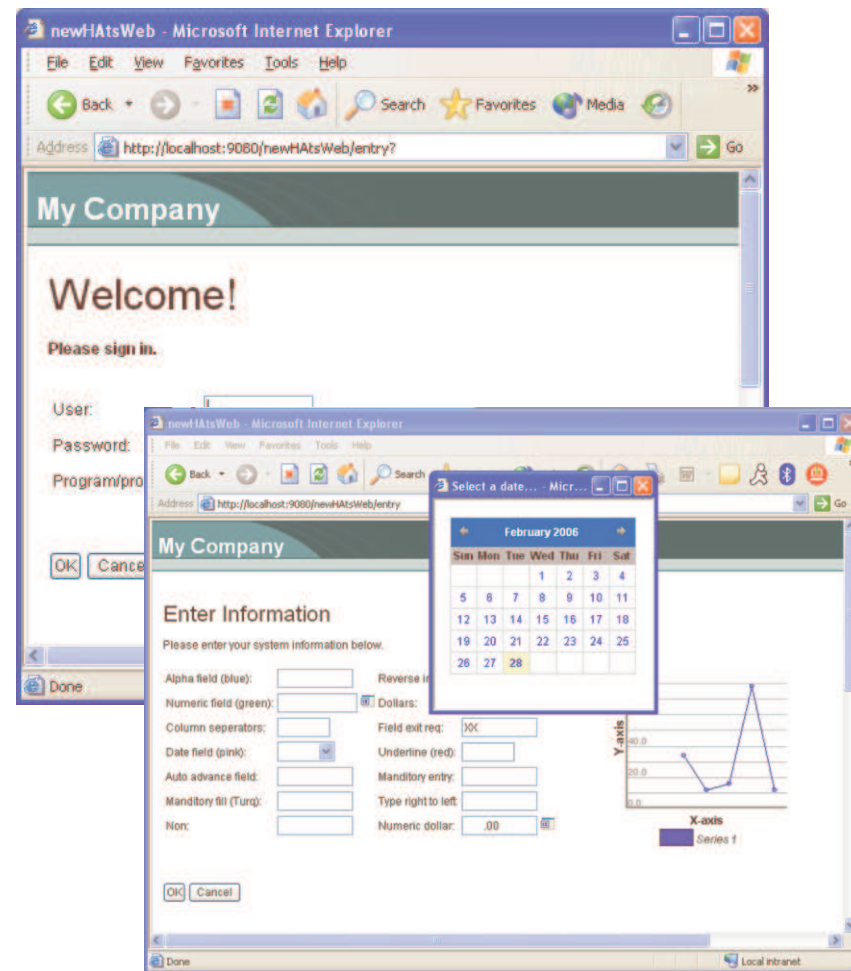 newHAtsWeb - Microsoft Internet Explorer
File Edit View Favorites Tools Help
Back Search Favorites Media
Address http://localhost:9080/newHAtsWeb/entry? Go
My Company
Welcome!
Please sign in.
User:
Password:
Program/pro
OK Cance
Done
newHAtsWeb - Microsoft Internet Explorer
File Edit View Favorites Tools Help
Back Search
Address http://localhost:9080/newHAtsWeb/entry Go
My Company
Enter Information
Please enter your system information below.
Alpha field (blue): Reverse i
Numeric field (green): Dollars:
Column seperators: Field exit req: XX
Date field (pink): Underline (red):
Auto advance field: Manditory entry:
Manditory fill (Turq): Type right to left
Non: Numeric dollar: .00
OK Cancel
Select a date... - Micr...
February 2006
Sun Mon Tue Wed Thu Fri Sat
1 2 3 4
5 6 7 8 9 10 11
12 13 14 15 16 17 18
19 20 21 22 23 24 25
26 27 28
Y-axis
40.0
20.0
0.0
X-axis
Series 1
Done Local intranet